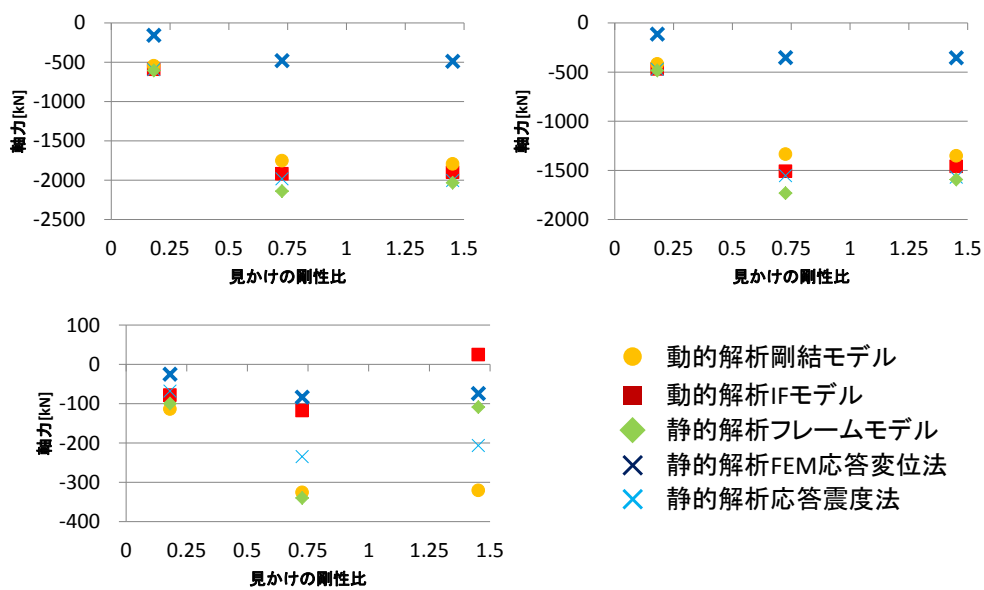 0
-500
-1000
-1500
-2000
-2500
軸力[kN]
0 0.25 0.5 0.75 1 1.25 1.5
見かけの剛性比
0
-500
-1000
-1500
-2000
軸力[kN]
0 0.25 0.5 0.75 1 1.25 1.5
見かけの剛性比
100
0
-100
-200
-300
-400
軸力[kN]
0 0.25 0.5 0.75 1 1.25 1.5
見かけの剛性比
動的解析剛結モデル
動的解析IFモデル
静的解析フレームモデル
静的解析FEM応答変位法
静的解析応答震度法